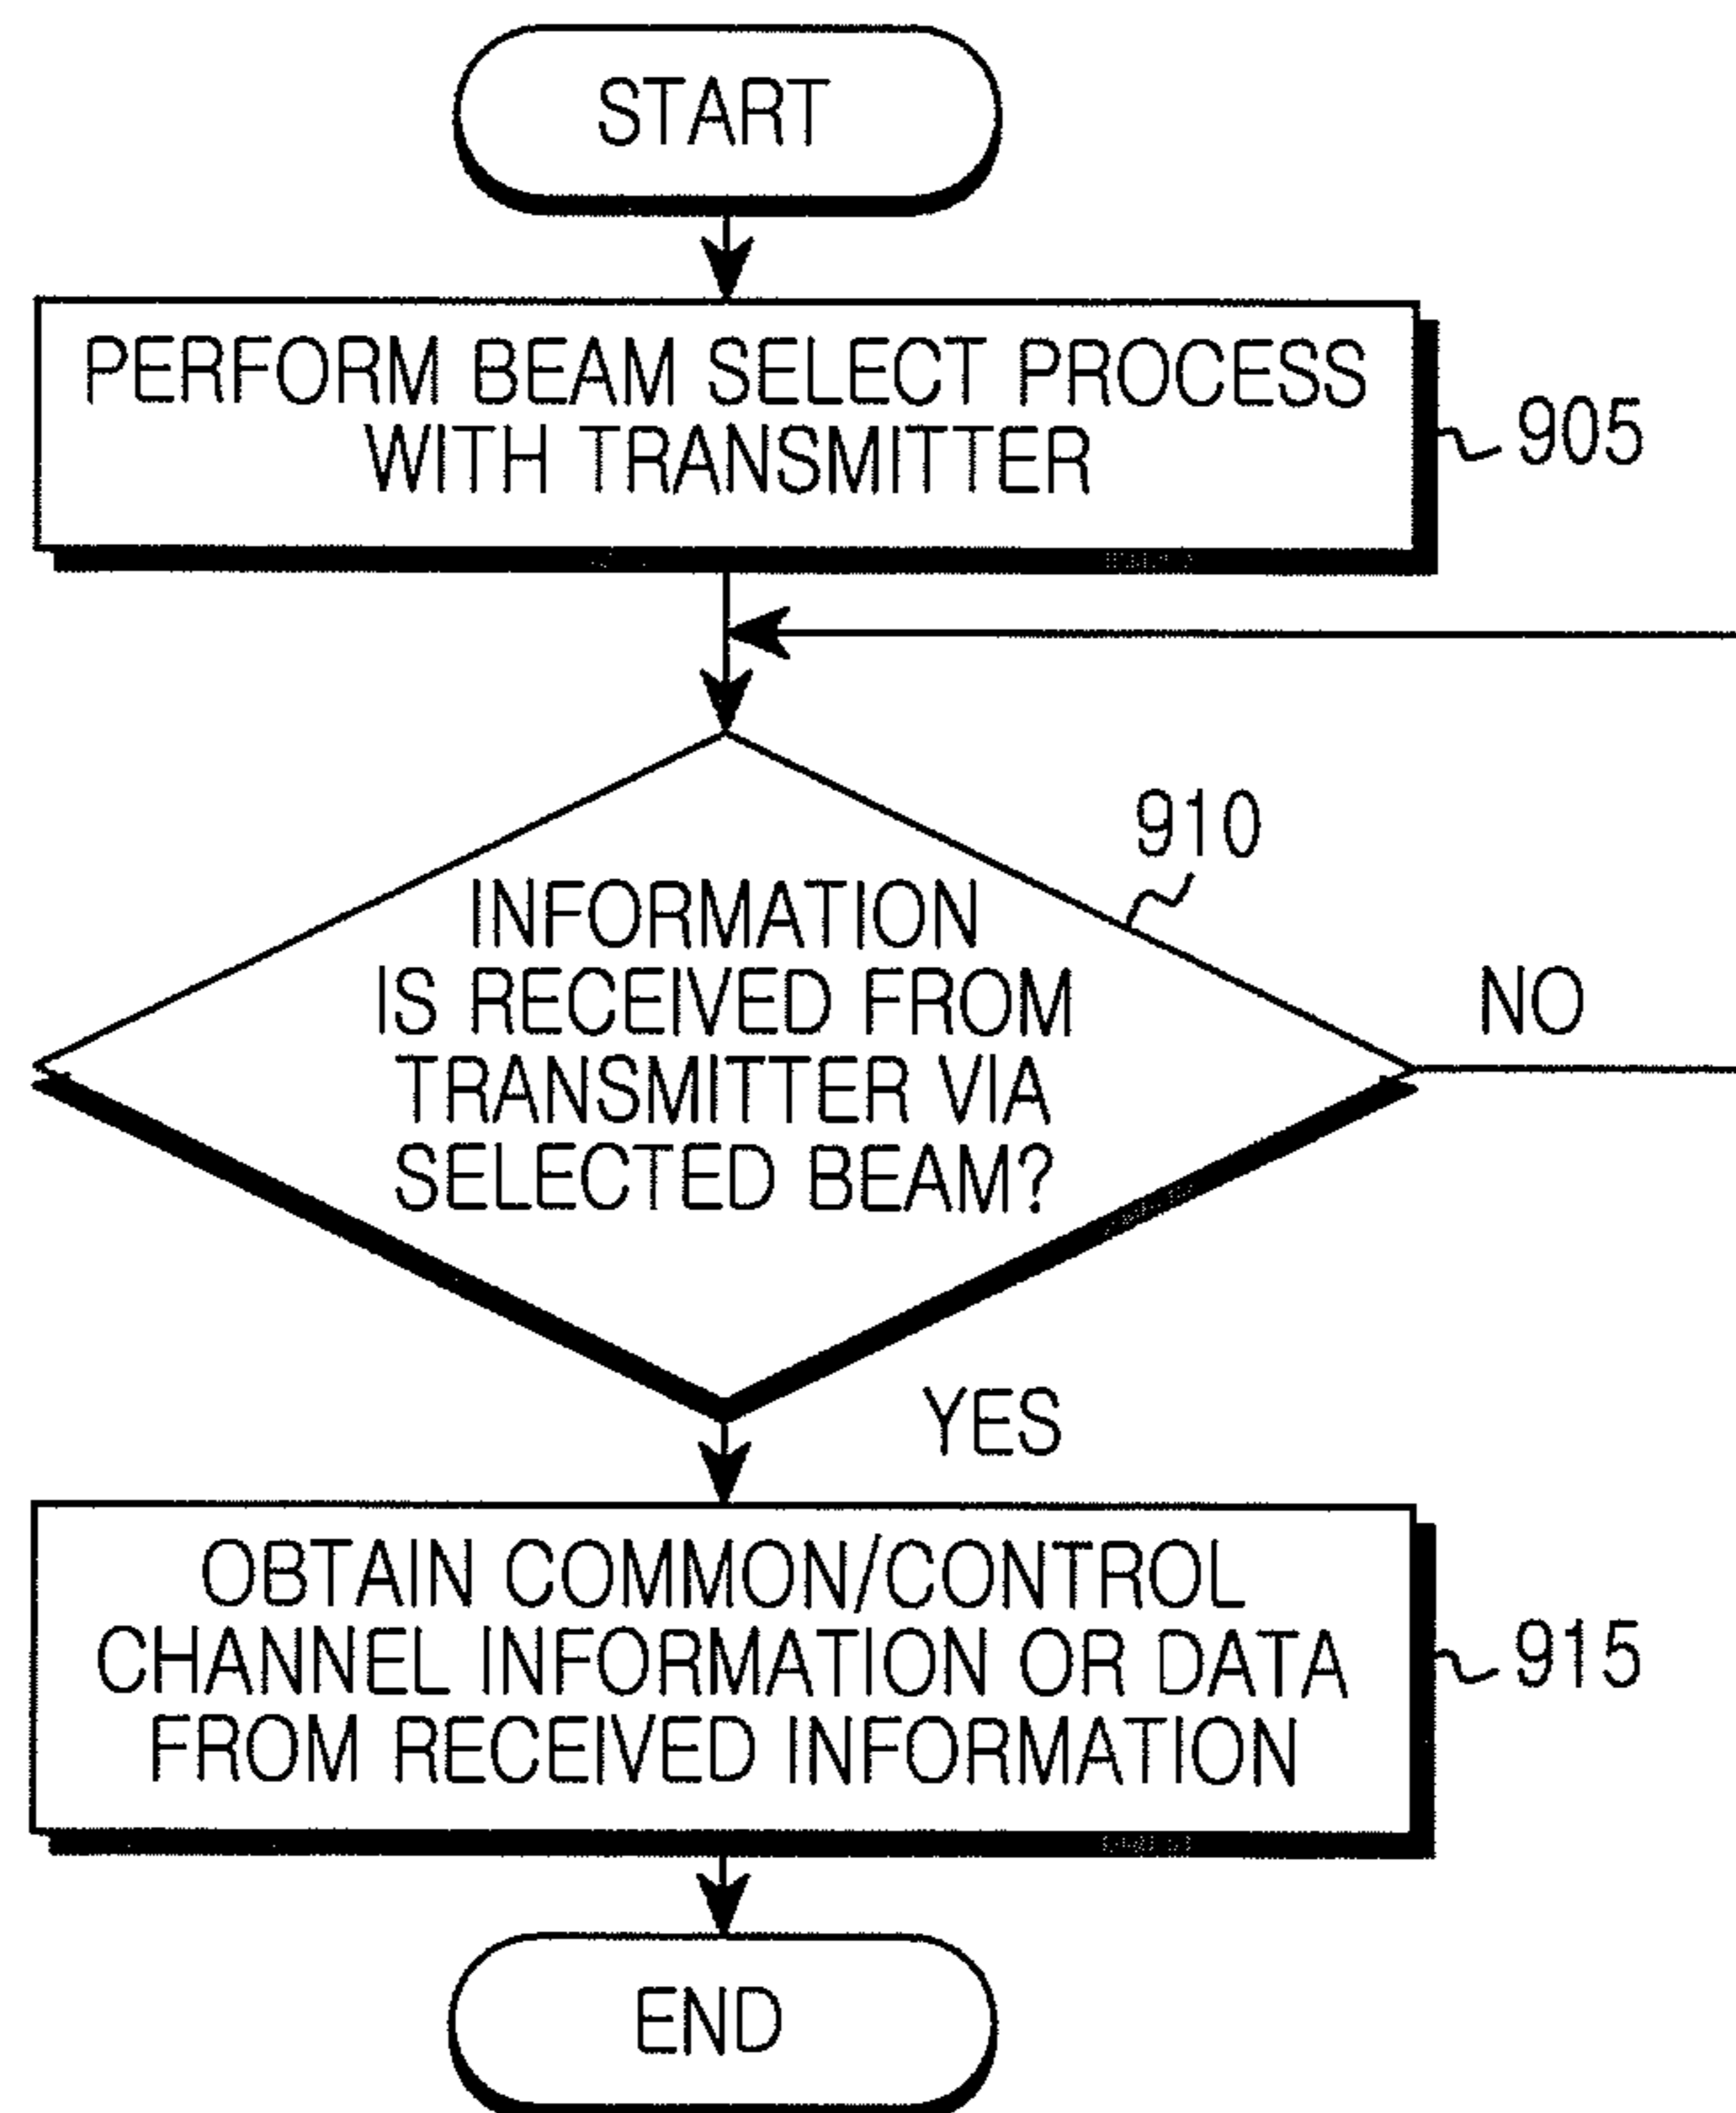 START
PERFORM BEAM SELECT PROCESS
WITH TRANSMITTER
905
910
INFORMATION
IS RECEIVED FROM
TRANSMITTER VIA
SELECTED BEAM?
NO
YES
OBTAIN COMMON/CONTROL
CHANNEL INFORMATION OR DATA
FROM RECEIVED INFORMATION
915
END